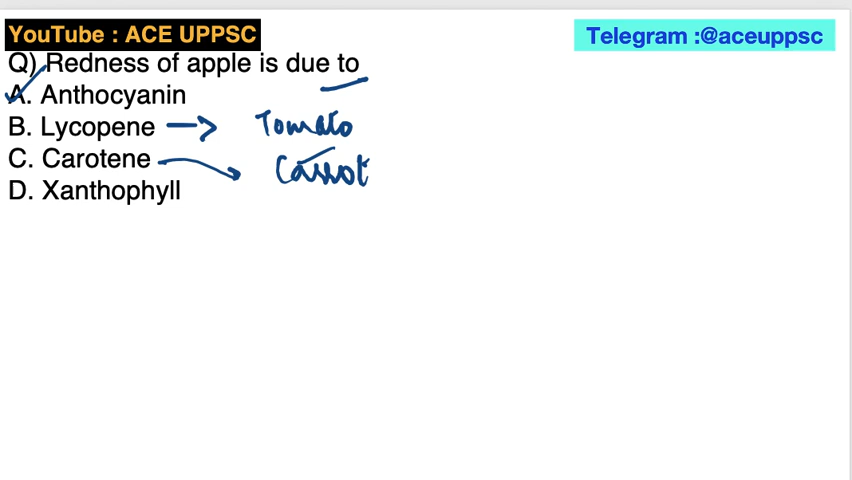 YouTube : ACE UPPSC
Telegram :@aceuppsc
Q) Redness of apple is due to
A. Anthocyanin
B. Lycopene → Tomato
C. Carotene → Carrot
D. Xanthophyll